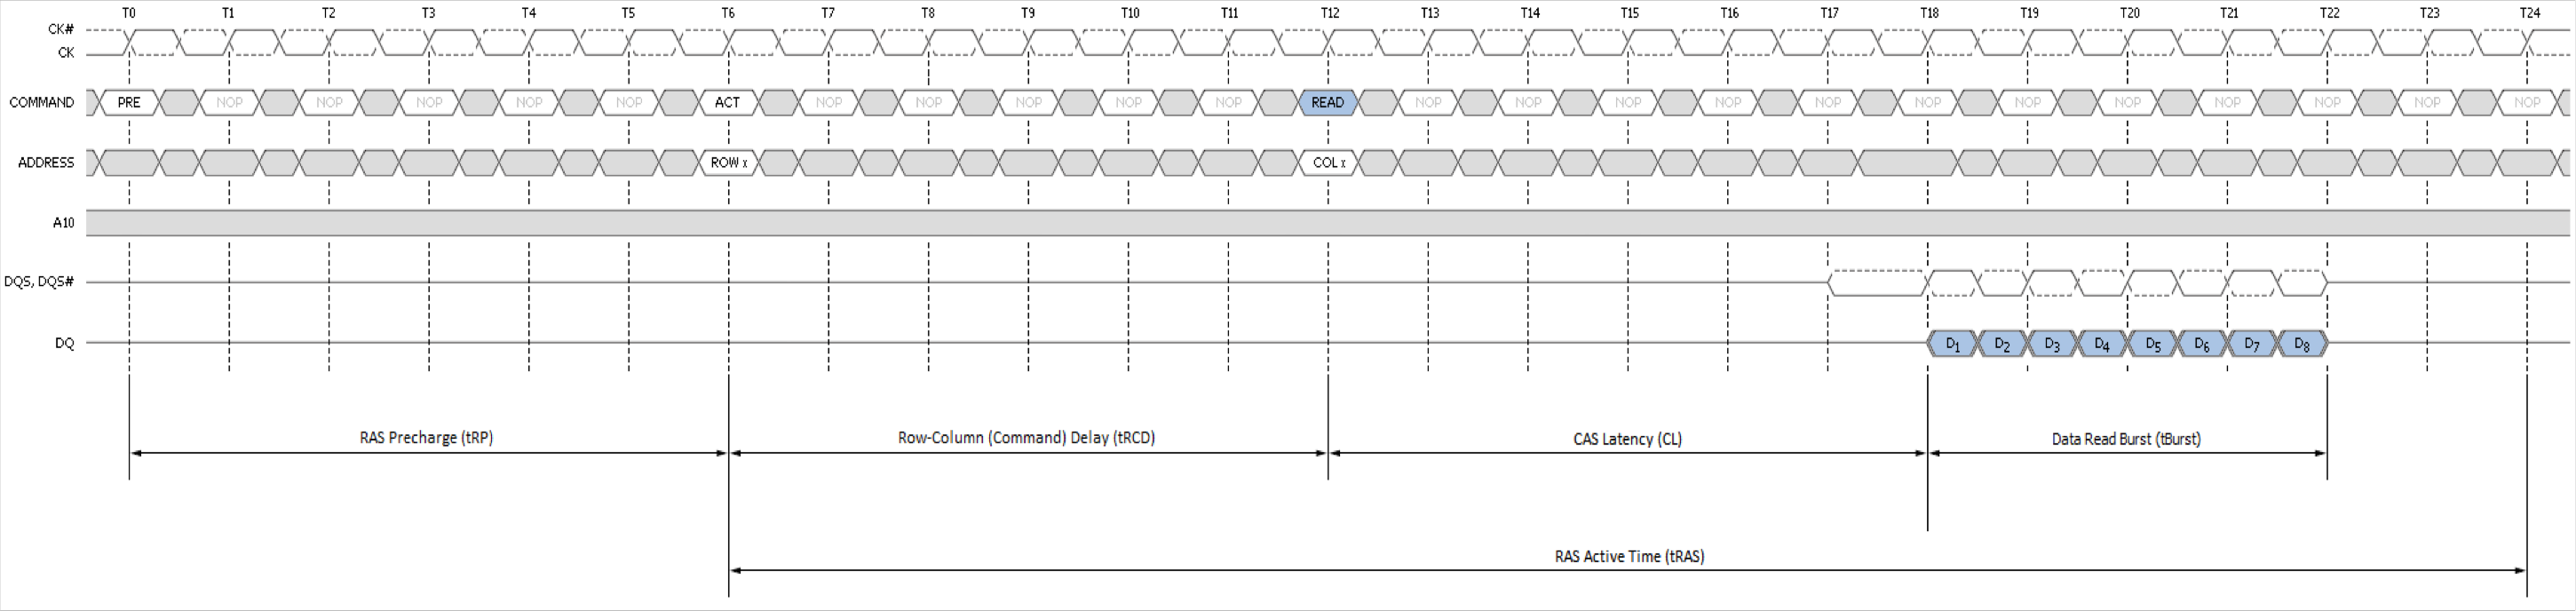 T0 T1 T2 T3 T4 T5 T6 T7 T8 T9 T10 T11 T12 T13 T14 T15 T16 T17 T18 T19 T20 T21 T22 T23 T24
CK#
CK
COMMAND PRE NOP NOP NOP NOP NOP ACT NOP NOP NOP NOP NOP READ NOP NOP NOP NOP NOP NOP NOP NOP NOP NOP NOP NOP
ADDRESS ROW x COL x
A10
DQS, DQS#
DQ D1 D2 D3 D4 D5 D6 D7 D8
RAS Precharge (tRP) Row-Column (Command) Delay (tRCD) CAS Latency (CL) Data Read Burst (tBurst)
RAS Active Time (tRAS)